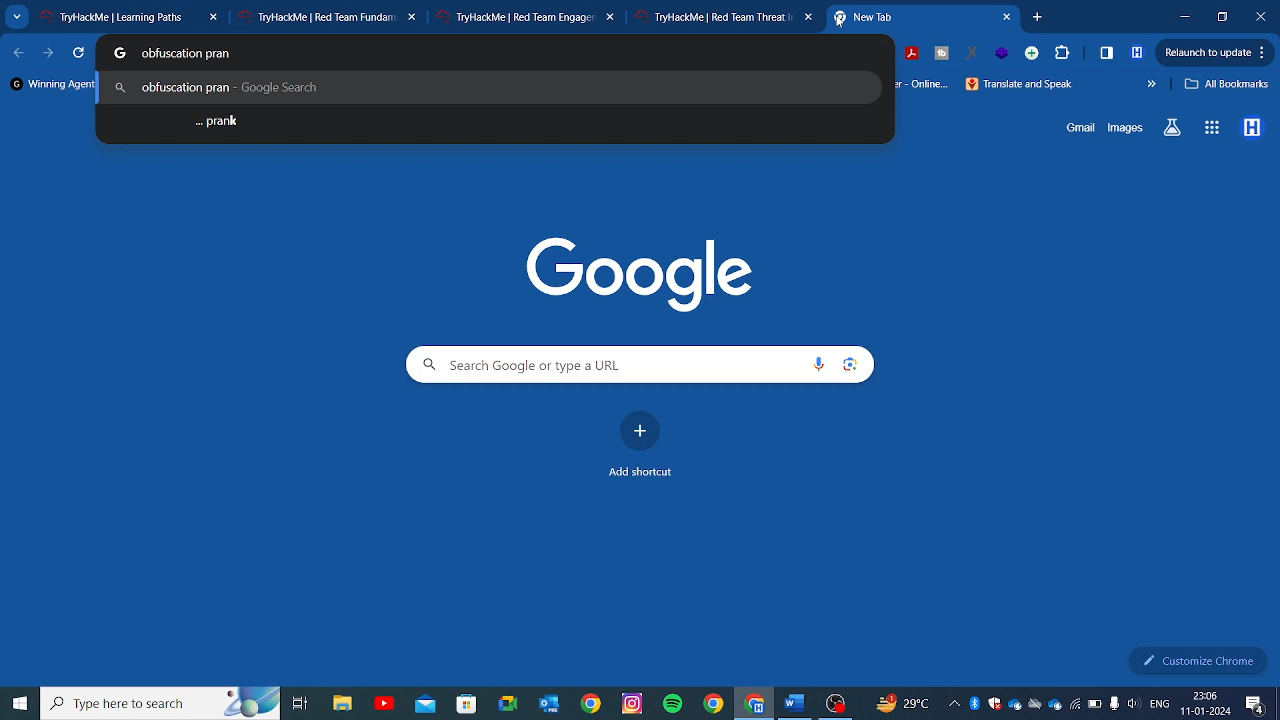 TryHackMe | Learning Paths
TryHackMe | Red Team Fundam
TryHackMe | Red Team Engager
TryHackMe | Red Team Threat In
New Tab
obfuscation pran
Relaunch to update
Winning Agent
obfuscation pran - Google Search
er - Online...
Translate and Speak
All Bookmarks
... prank
Gmail
Images
H
Google
Search Google or type a URL
Add shortcut
Customize Chrome
Type here to search
29°C
ENG
23:06
11-01-2024